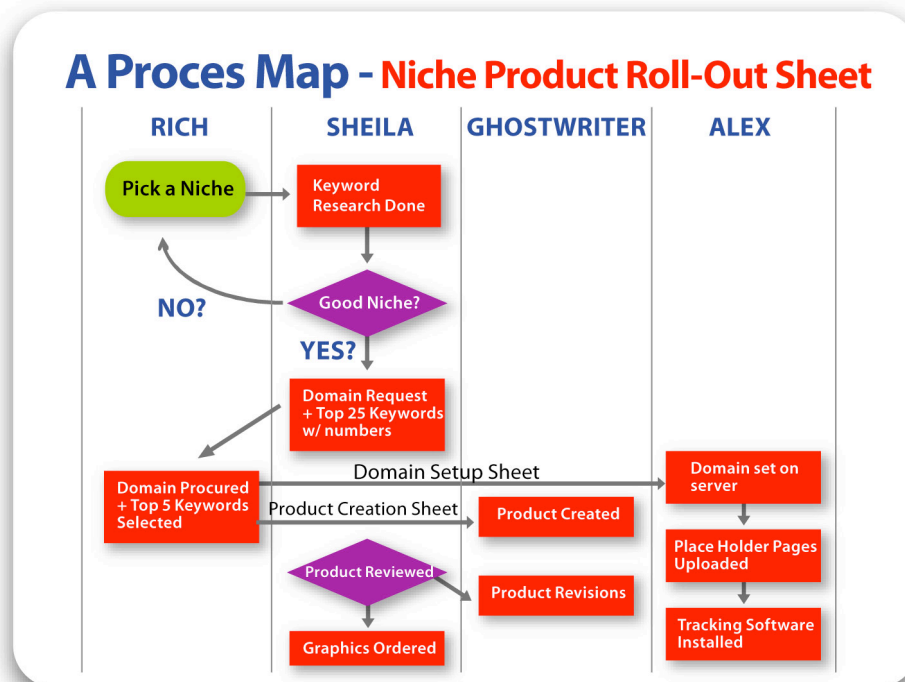 A Proces Map - Niche Product Roll-Out Sheet
RICH
SHEILA
GHOSTWRITER
ALEX
Pick a Niche
Keyword
Research Done
Good Niche?
NO?
YES?
Domain Request
+ Top 25 Keywords
w/ numbers
Domain Procured
+ Top 5 Keywords
Selected
Domain Setup Sheet
Domain set on
server
Product Creation Sheet
Product Created
Place Holder Pages
Uploaded
Product Reviewed
Product Revisions
Graphics Ordered
Tracking Software
Installed